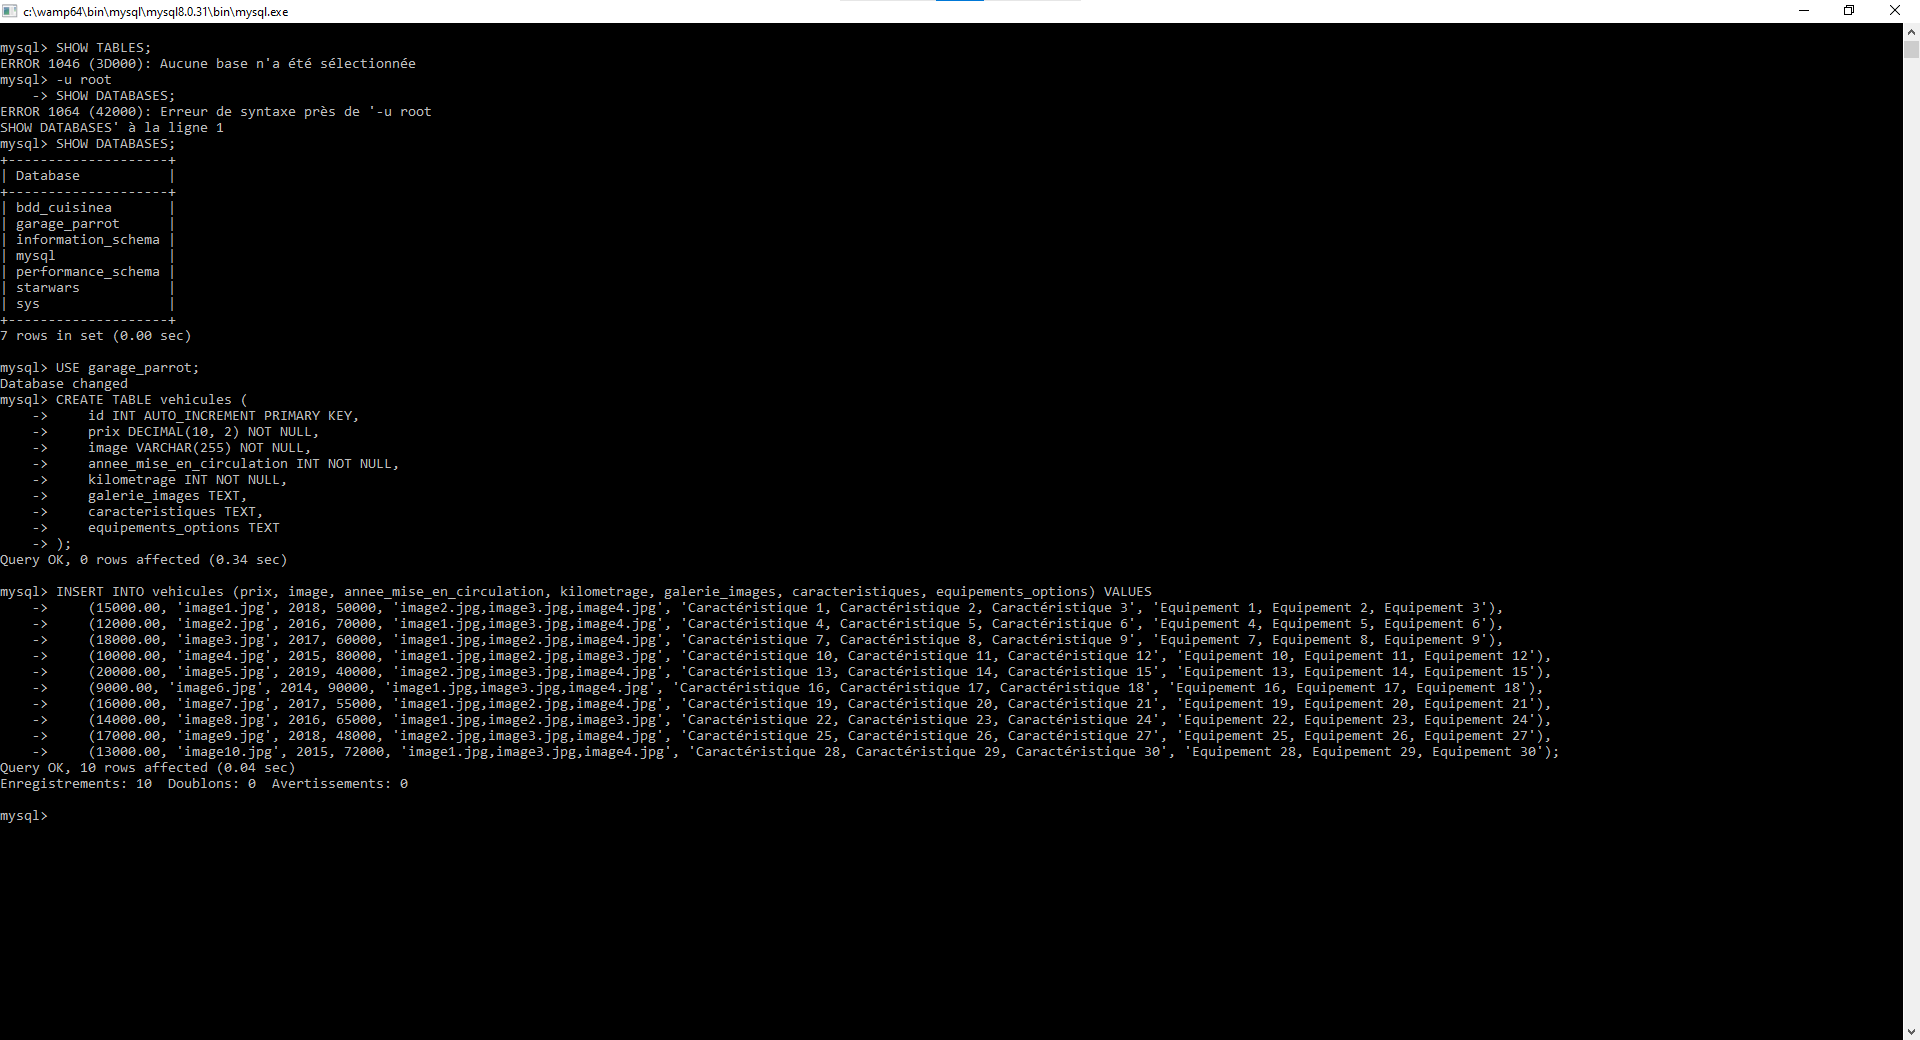 c:\wamp64\bin\mysql\mysql8.0.31\bin\mysql.exe
mysql> SHOW TABLES;
ERROR 1046 (3D000): Aucune base n'a été sélectionnée
mysql> -u root
    -> SHOW DATABASES;
ERROR 1064 (42000): Erreur de syntaxe près de '-u root
SHOW DATABASES' à la ligne 1
mysql> SHOW DATABASES;
+--------------------+
| Database           |
+--------------------+
| bdd_cuisinea       |
| garage_parrot      |
| information_schema |
| mysql              |
| performance_schema |
| starwars           |
| sys                |
+--------------------+
7 rows in set (0.00 sec)
mysql> USE garage_parrot;
Database changed
mysql> CREATE TABLE vehicules (
    ->     id INT AUTO_INCREMENT PRIMARY KEY,
    ->     prix DECIMAL(10, 2) NOT NULL,
    ->     image VARCHAR(255) NOT NULL,
    ->     annee_mise_en_circulation INT NOT NULL,
    ->     kilometrage INT NOT NULL,
    ->     galerie_images TEXT,
    ->     caracteristiques TEXT,
    ->     equipements_options TEXT
    -> );
Query OK, 0 rows affected (0.34 sec)
mysql> INSERT INTO vehicules (prix, image, annee_mise_en_circulation, kilometrage, galerie_images, caracteristiques, equipements_options) VALUES
    ->     (15000.00, 'image1.jpg', 2018, 50000, 'image2.jpg,image3.jpg,image4.jpg', 'Caractéristique 1, Caractéristique 2, Caractéristique 3', 'Equipement 1, Equipement 2, Equipement 3'),
    ->     (12000.00, 'image2.jpg', 2016, 70000, 'image1.jpg,image3.jpg,image4.jpg', 'Caractéristique 4, Caractéristique 5, Caractéristique 6', 'Equipement 4, Equipement 5, Equipement 6'),
    ->     (18000.00, 'image3.jpg', 2017, 60000, 'image1.jpg,image2.jpg,image4.jpg', 'Caractéristique 7, Caractéristique 8, Caractéristique 9', 'Equipement 7, Equipement 8, Equipement 9'),
    ->     (10000.00, 'image4.jpg', 2015, 80000, 'image1.jpg,image2.jpg,image3.jpg', 'Caractéristique 10, Caractéristique 11, Caractéristique 12', 'Equipement 10, Equipement 11, Equipement 12'),
    ->     (20000.00, 'image5.jpg', 2019, 40000, 'image2.jpg,image3.jpg,image4.jpg', 'Caractéristique 13, Caractéristique 14, Caractéristique 15', 'Equipement 13, Equipement 14, Equipement 15'),
    ->     (9000.00, 'image6.jpg', 2014, 90000, 'image1.jpg,image3.jpg,image4.jpg', 'Caractéristique 16, Caractéristique 17, Caractéristique 18', 'Equipement 16, Equipement 17, Equipement 18'),
    ->     (16000.00, 'image7.jpg', 2017, 55000, 'image1.jpg,image2.jpg,image4.jpg', 'Caractéristique 19, Caractéristique 20, Caractéristique 21', 'Equipement 19, Equipement 20, Equipement 21'),
    ->     (14000.00, 'image8.jpg', 2016, 65000, 'image1.jpg,image2.jpg,image3.jpg', 'Caractéristique 22, Caractéristique 23, Caractéristique 24', 'Equipement 22, Equipement 23, Equipement 24'),
    ->     (17000.00, 'image9.jpg', 2018, 48000, 'image2.jpg,image3.jpg,image4.jpg', 'Caractéristique 25, Caractéristique 26, Caractéristique 27', 'Equipement 25, Equipement 26, Equipement 27'),
    ->     (13000.00, 'image10.jpg', 2015, 72000, 'image1.jpg,image3.jpg,image4.jpg', 'Caractéristique 28, Caractéristique 29, Caractéristique 30', 'Equipement 28, Equipement 29, Equipement 30');
Query OK, 10 rows affected (0.04 sec)
Enregistrements: 10  Doublons: 0  Avertissements: 0
mysql>